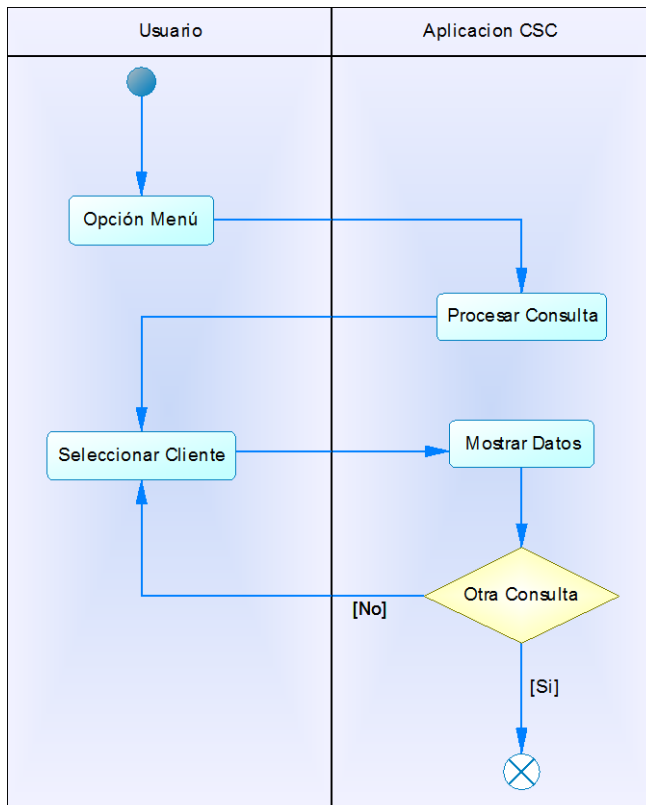 Usuario
Aplicacion CSC
Opción Menú
Procesar Consulta
Seleccionar Cliente
Mostrar Datos
Otra Consulta
[No]
[Si]